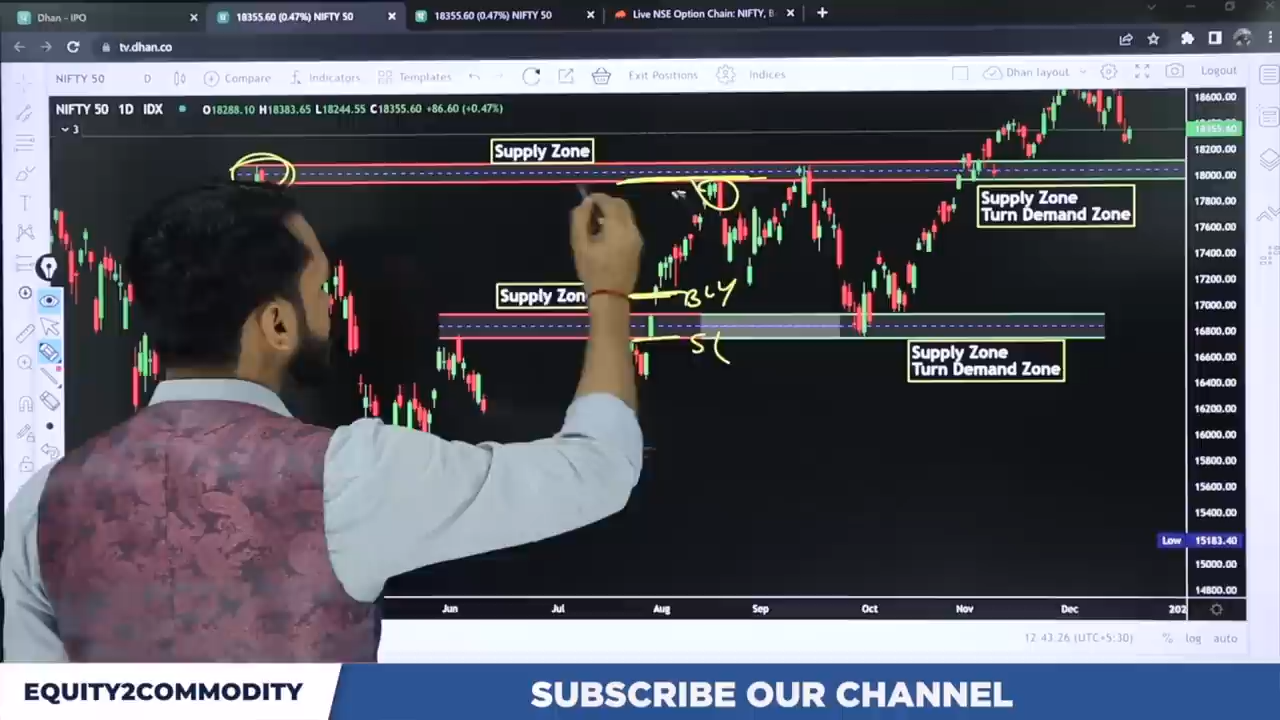 Dhan - IPO
18355.60 (0.47%) NIFTY 50
18355.60 (0.47%) NIFTY 50
Live NSE Option Chain: NIFTY, B
tv.dhan.co
NIFTY 50 D Compare Indicators Templates Exit Positions Indices Dhan layout Logout
NIFTY 50 1D IDX O18288.10 H18383.65 L18244.55 C18355.60 +86.60 (+0.47%)
3
Supply Zone
Supply Zone
Turn Demand Zone
Supply Zon
BUY
SL
Supply Zone
Turn Demand Zone
18600.00
18355.60
18200.00
18000.00
17800.00
17600.00
17400.00
17200.00
17000.00
16800.00
16600.00
16400.00
16200.00
16000.00
15800.00
15600.00
15400.00
Low 15183.40
15000.00
14800.00
Jun Jul Aug Sep Oct Nov Dec 202
12:43:26 (UTC+5:30) % log auto
EQUITY2COMMODITY
SUBSCRIBE OUR CHANNEL